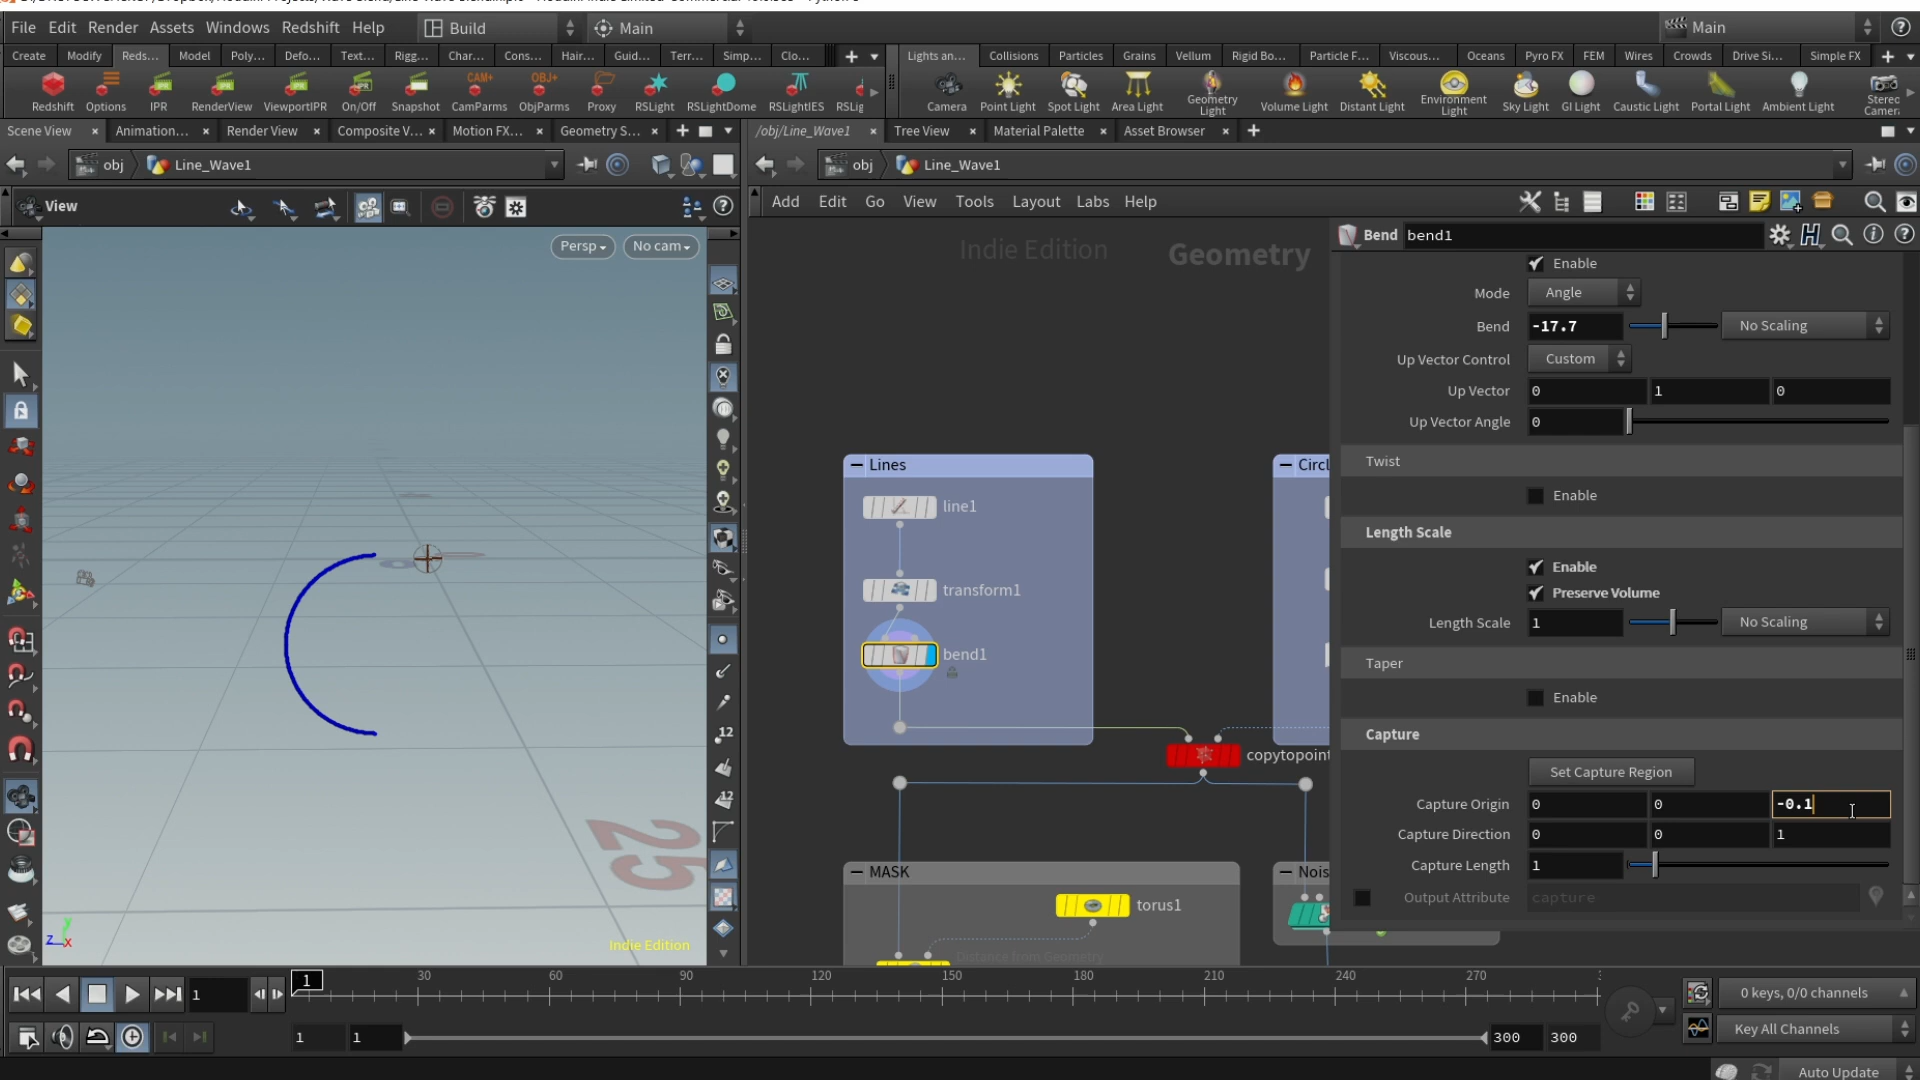 File Edit Render Assets Windows Redshift Help
Build
Main
Main
Create Modify Reds... Model Poly... Defo... Text... Rigg... Char... Cons... Hair... Guid... Terr... Simp... Clo...
Lights an... Collisions Particles Grains Vellum Rigid Bo... Particle F... Viscous... Oceans Pyro FX FEM Wires Crowds Drive Si... Simple FX
Redshift Options IPR RenderView ViewportIPR On/Off Snapshot CamParms ObjParms Proxy RSLight RSLightDome RSLightIES RSLig
Camera Point Light Spot Light Area Light Geometry Light Volume Light Distant Light Environment Light Sky Light GI Light Caustic Light Portal Light Ambient Light Stereo Camera
Scene View Animation... Render View Composite V... Motion FX... Geometry S...
/obj/Line_Wave1 Tree View Material Palette Asset Browser
obj Line_Wave1
obj Line_Wave1
View
Add Edit Go View Tools Layout Labs Help
Persp
No cam
Indie Edition
Geometry
Bend bend1
Enable
Mode Angle
Bend -17.7 No Scaling
Up Vector Control Custom
Up Vector 0 1 0
Up Vector Angle 0
Twist
Enable
Length Scale
Enable
Preserve Volume
Length Scale 1 No Scaling
Taper
Enable
Capture
Set Capture Region
Capture Origin 0 0 -0.1
Capture Direction 0 0 1
Capture Length 1
Output Attribute capture
Lines
line1
transform1
bend1
Circl
copytopoint
MASK
torus1
Distance from Geometry
Nois
25
12
12
y
z x
Indie Edition
1 30 60 90 120 150 180 210 240 270
1
0 keys, 0/0 channels
1 1 300 300
Key All Channels
Auto Update